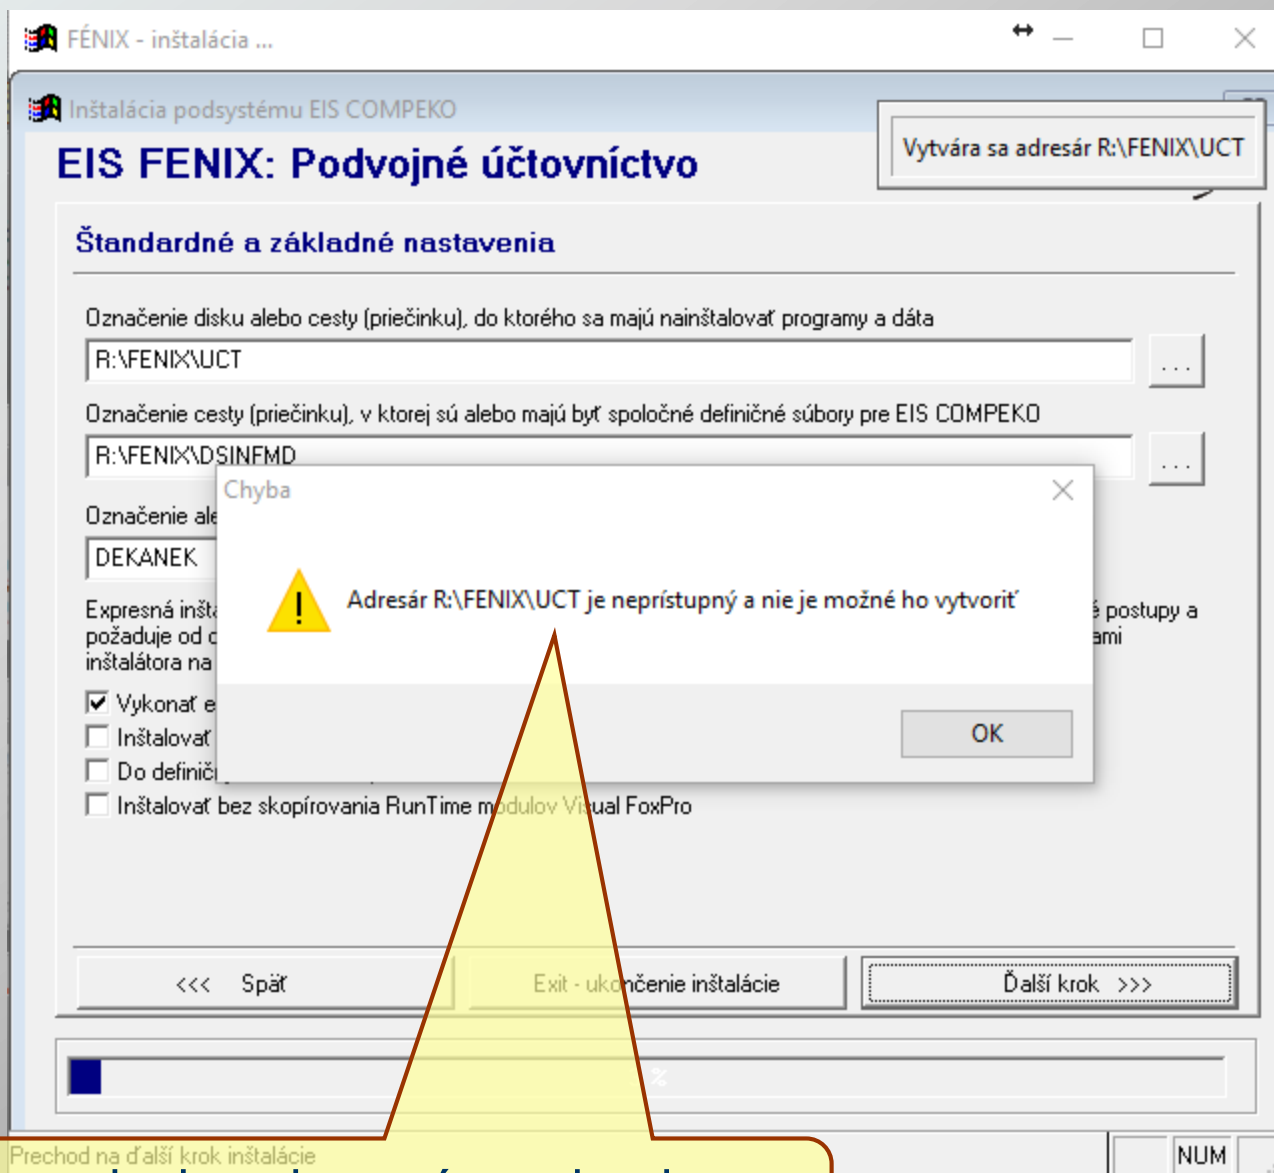 FÉNIX - inštalácia ...
Inštalácia podsystému EIS COMPEKO
Vytvára sa adresár R:\FENIX\UCT
EIS FENIX: Podvojné účtovníctvo
Štandardné a základné nastavenia
Označenie disku alebo cesty (priečinku), do ktorého sa majú nainštalovať programy a dáta
R:\FENIX\UCT
. . .
Označenie cesty (priečinku), v ktorej sú alebo majú byť spoločné definičné súbory pre EIS COMPEKO
R:\FENIX\DSINFMD
. . .
Chyba
Označenie ale
DEKANEK
Adresár R:\FENIX\UCT je neprístupný a nie je možné ho vytvoriť
OK
Expresná inšta
é postupy a
požaduje od
ami
inštalátora na
Vykonať e
Inštalovať
Do definič
Inštalovať bez skopírovania RunTime modulov Visual FoxPro
<<< Späť
Exit - ukončenie inštalácie
Ďalší krok >>>
%
Prechod na ďalší krok inštalácie
NUM